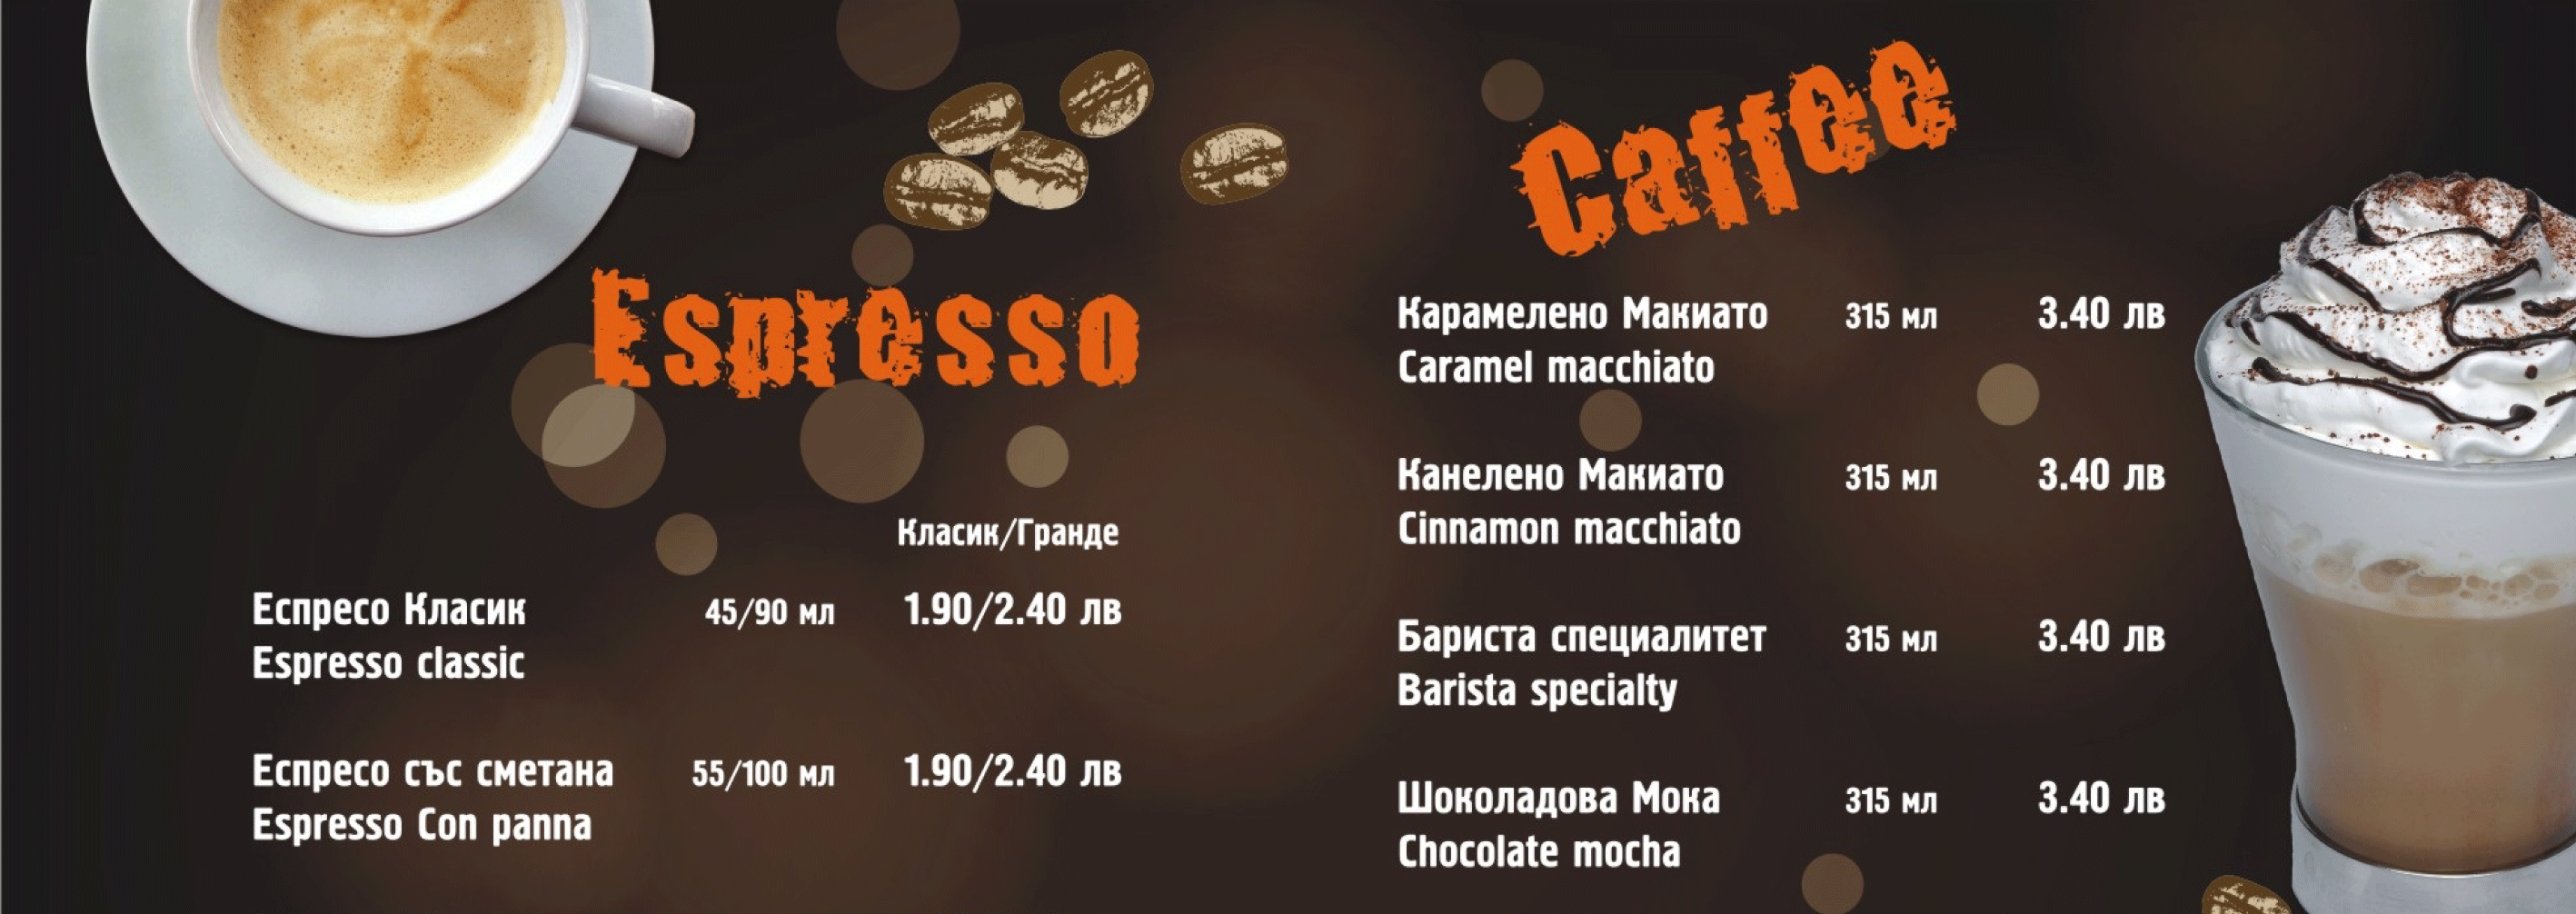 Espresso
Класик/Гранде
Еспресо Класик 45/90 мл 1.90/2.40 лв
Espresso classic
Еспресо със сметана 55/100 мл 1.90/2.40 лв
Espresso Con panna
Caffee
Карамелено Макиато 315 мл 3.40 лв
Caramel macchiato
Канелено Макиато 315 мл 3.40 лв
Cinnamon macchiato
Бариста специалитет 315 мл 3.40 лв
Barista specialty
Шоколадова Мока 315 мл 3.40 лв
Chocolate mocha